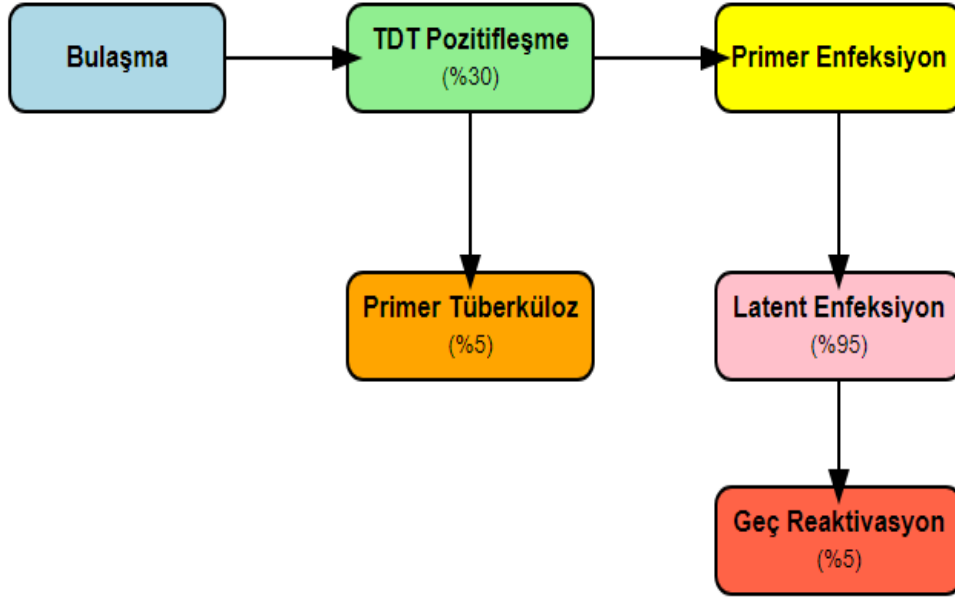 Bulaşma
TDT Pozitifleşme
(%30)
Primer Enfeksiyon
Primer Tüberküloz
(%5)
Latent Enfeksiyon
(%95)
Geç Reaktivasyon
(%5)